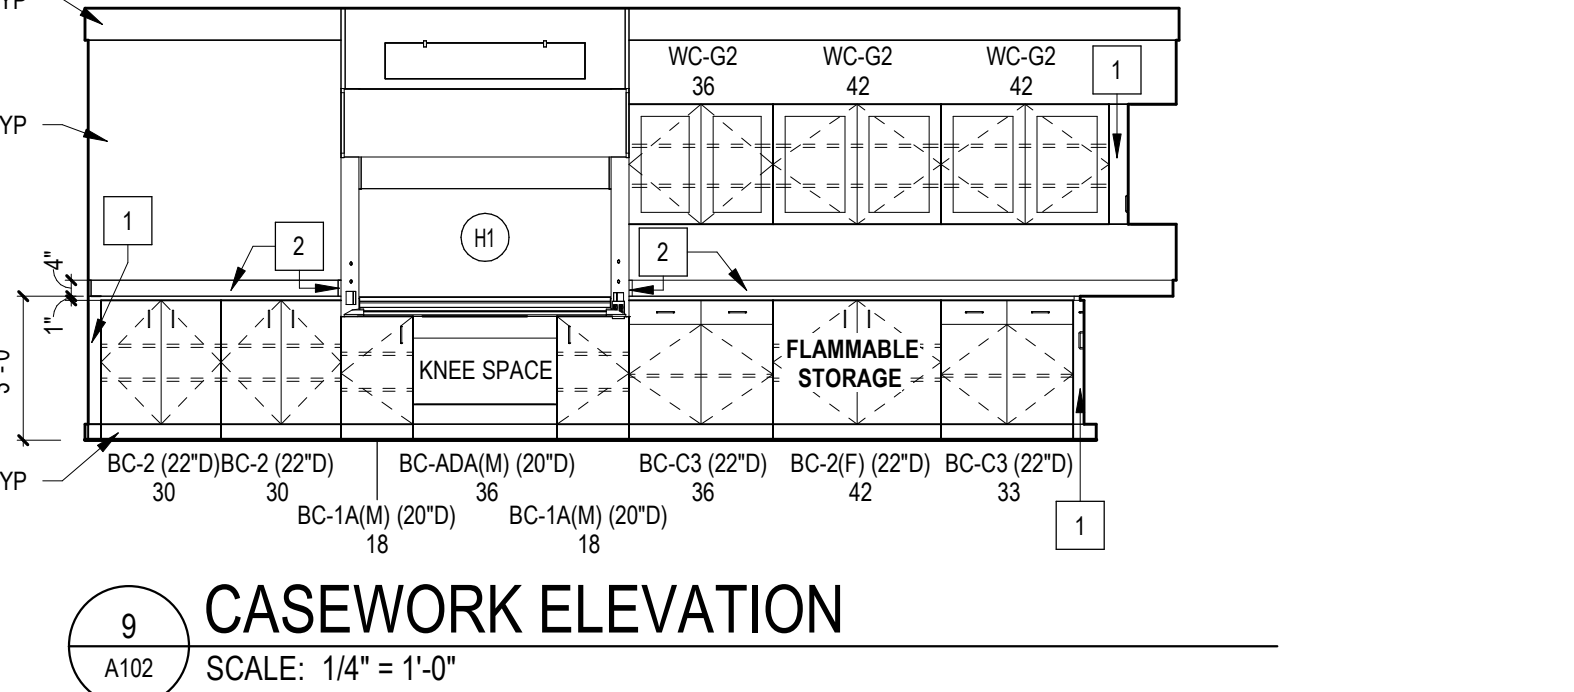 YP
WC-G2
36
WC-G2
42
WC-G2
42
1
YP
1
2
H1
2
4"
1"
KNEE SPACE
FLAMMABLE
STORAGE
YP
BC-2 (22"D)
30
BC-2 (22"D)
30
BC-ADA(M) (20"D)
36
BC-C3 (22"D)
36
BC-2(F) (22"D)
42
BC-C3 (22"D)
33
BC-1A(M) (20"D)
18
BC-1A(M) (20"D)
18
1
9
A102
CASEWORK ELEVATION
SCALE: 1/4" = 1'-0"